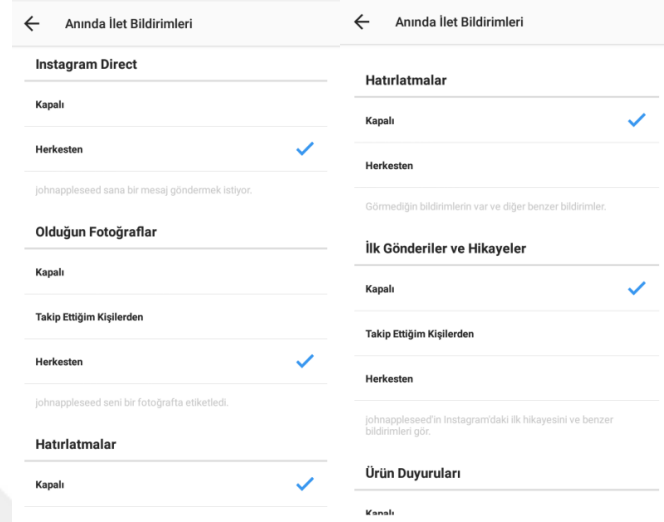 Anında İlet Bildirimleri
Instagram Direct
Kapalı
Herkesten
johnappleseed sana bir mesaj göndermek istiyor.
Olduğun Fotoğraflar
Kapalı
Takip Ettiğim Kişilerden
Herkesten
johnappleseed seni bir fotoğrafta etiketledi.
Hatırlatmalar
Kapalı
Anında İlet Bildirimleri
Hatırlatmalar
Kapalı
Herkesten
Görmediğin bildirimlerin var ve diğer benzer bildirimler.
İlk Gönderiler ve Hikayeler
Kapalı
Takip Ettiğim Kişilerden
Herkesten
johnappleseed'in Instagram'daki ilk hikayesini ve benzer
bildirimleri gör.
Ürün Duyuruları
Kapalı